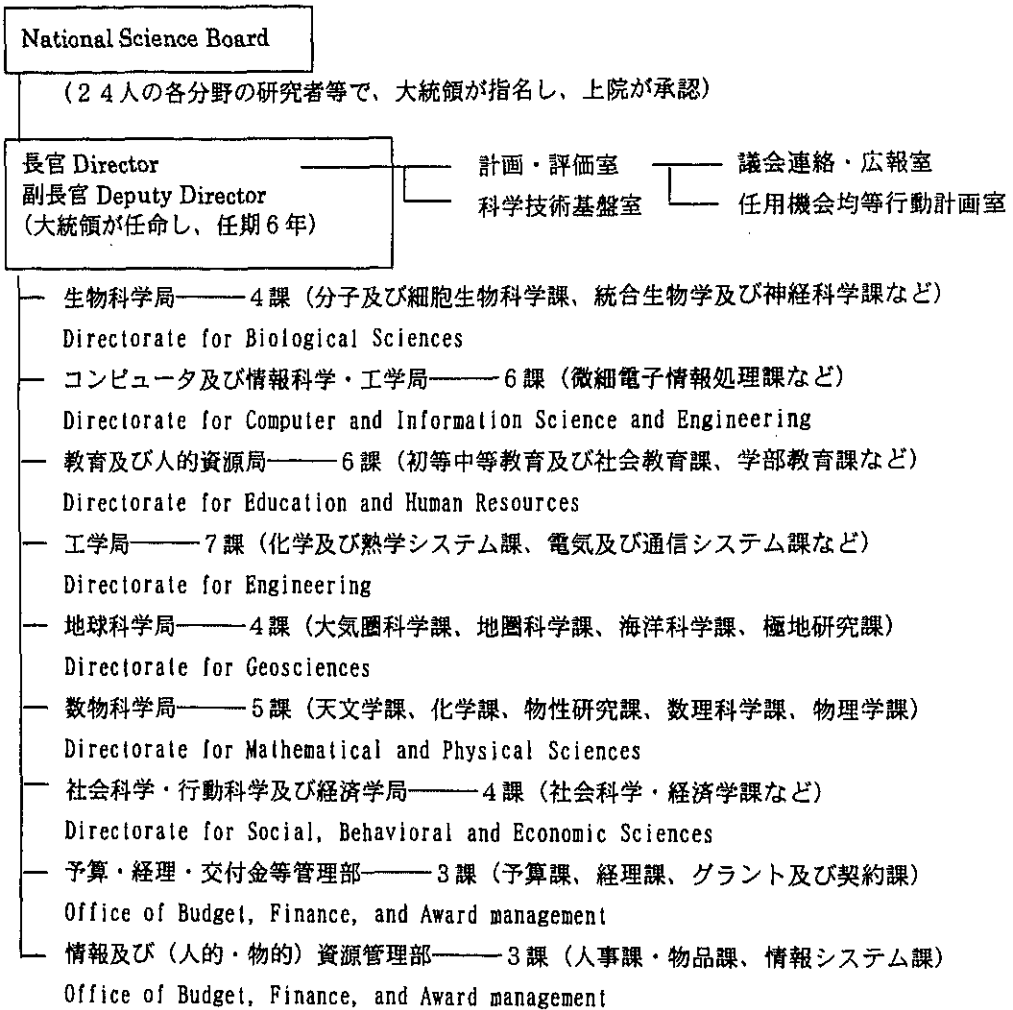 National Science Board
(24人の各分野の研究者等で、大統領が指名し、上院が承認)
長官 Director
副長官 Deputy Director
(大統領が任命し、任期6年)
計画・評価室
議会連絡・広報室
科学技術基盤室
任用機会均等行動計画室
生物科学局―――4課(分子及び細胞生物科学課、統合生物学及び神経科学課など)
Directorate for Biological Sciences
コンピュータ及び情報科学・工学局―――6課(微細電子情報処理課など)
Directorate for Computer and Information Science and Engineering
教育及び人的資源局―――6課(初等中等教育及び社会教育課、学部教育課など)
Directorate for Education and Human Resources
工学局―――7課(化学及び熱学システム課、電気及び通信システム課など)
Directorate for Engineering
地球科学局―――4課(大気圏科学課、地圏科学課、海洋科学課、極地研究課)
Directorate for Geosciences
数物科学局―――5課(天文学課、化学課、物性研究課、数理科学課、物理学課)
Directorate for Mathematical and Physical Sciences
社会科学・行動科学及び経済学局―――4課(社会科学・経済学課など)
Directorate for Social, Behavioral and Economic Sciences
予算・経理・交付金等管理部―――3課(予算課、経理課、グラント及び契約課)
Office of Budget, Finance, and Award management
情報及び(人的・物的)資源管理部―――3課(人事課・物品課、情報システム課)
Office of Budget, Finance, and Award management